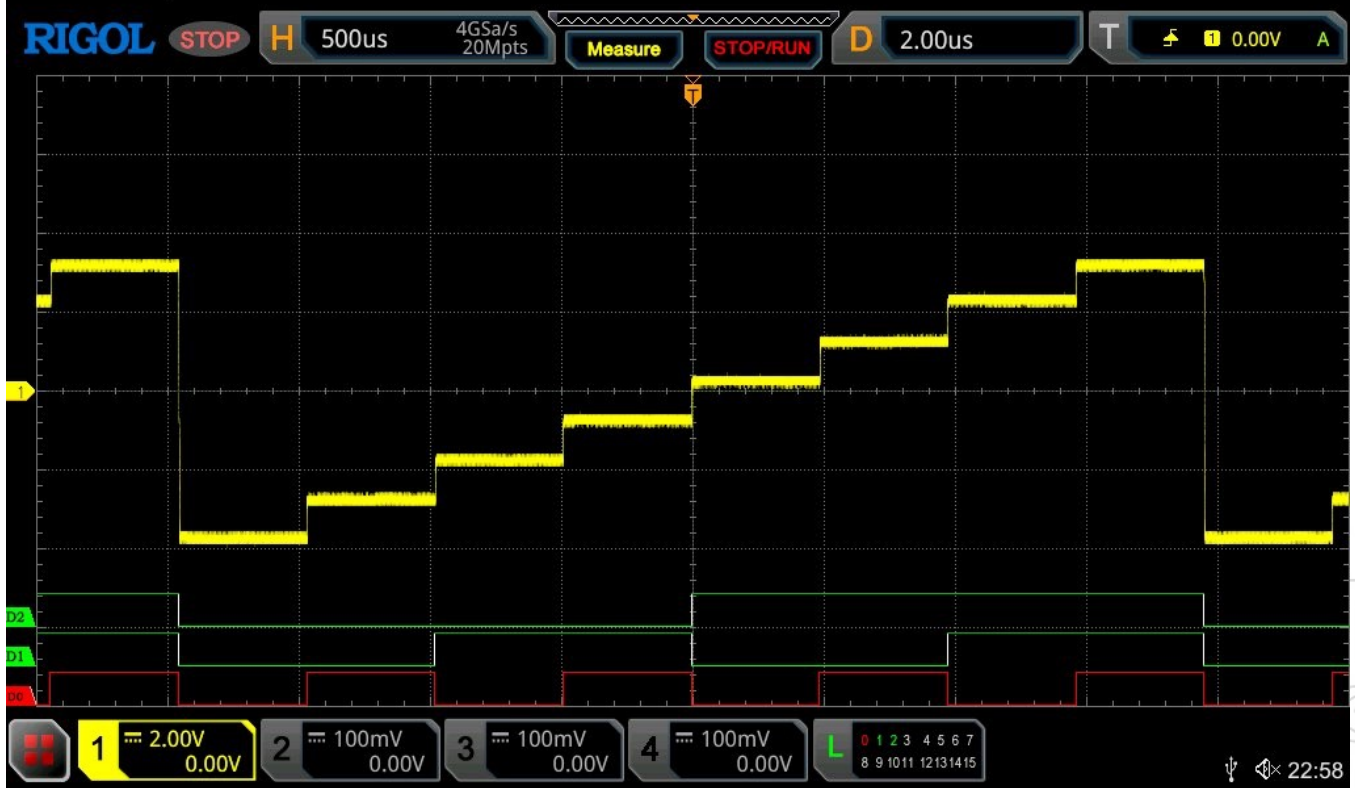 RIGOL STOP H 500us 4GSa/s 20Mpts Measure STOP/RUN D 2.00us T 1 0.00V A
T
1
D2
D1
D0
1 2.00V 0.00V 2 100mV 0.00V 3 100mV 0.00V 4 100mV 0.00V L 0 1 2 3 4 5 6 7
8 9 10 11 12 13 14 15
22:58